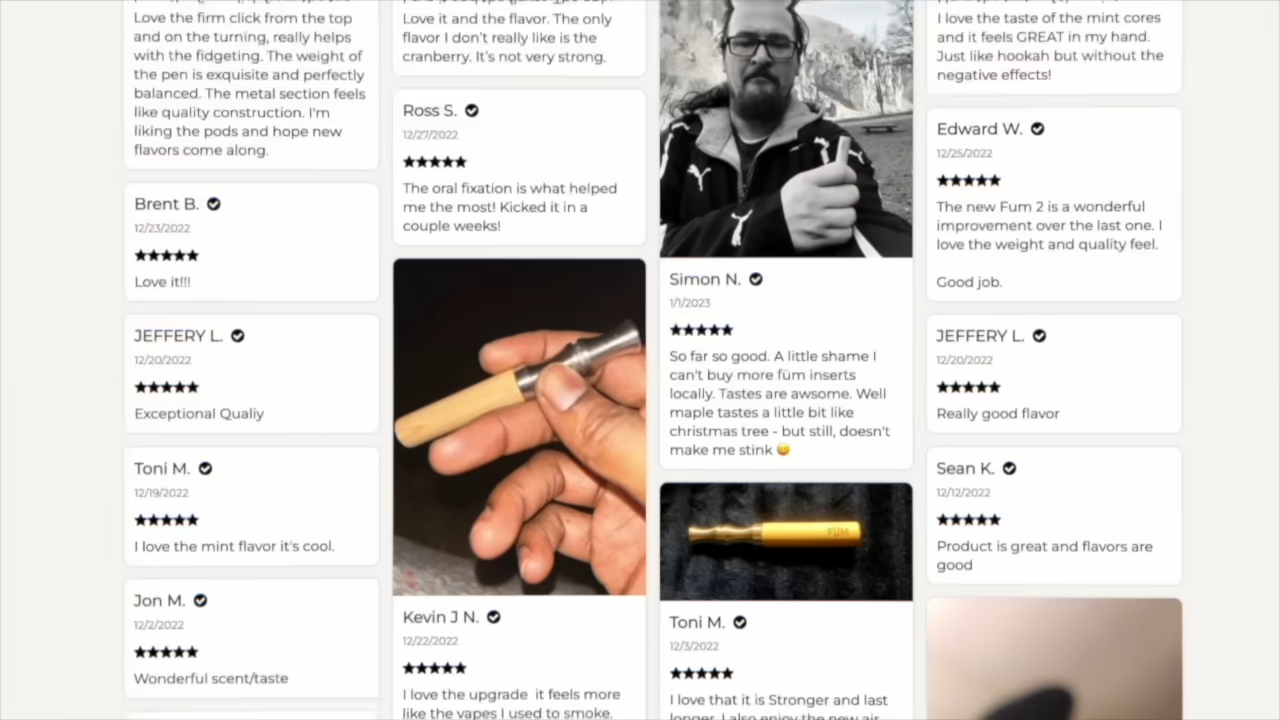 Love the firm click from the top
and on the turning, really helps
with the fidgeting. The weight of
the pen is exquisite and perfectly
balanced. The metal section feels
like quality construction. I'm
liking the pods and hope new
flavors come along.
Brent B.
12/23/2022
★★★★★
Love it!!!
JEFFERY L.
12/20/2022
★★★★★
Exceptional Qualiy
Toni M.
12/19/2022
★★★★★
I love the mint flavor it's cool.
Jon M.
12/2/2022
★★★★★
Wonderful scent/taste
Love it and the flavor. The only
flavor I don't really like is the
cranberry. It's not very strong.
Ross S.
12/27/2022
★★★★★
The oral fixation is what helped
me the most! Kicked it in a
couple weeks!
Kevin J N.
12/22/2022
★★★★★
I love the upgrade it feels more
like the vapes I used to smoke.
Simon N.
1/1/2023
★★★★★
So far so good. A little shame I
can't buy more füm inserts
locally. Tastes are awsome. Well
maple tastes a little bit like
christmas tree - but still, doesn't
make me stink 😄
FÜM
Toni M.
12/3/2022
★★★★★
I love that it is Stronger and last
longer. I also enjoy the new air
I love the taste of the mint cores
and it feels GREAT in my hand.
Just like hookah but without the
negative effects!
Edward W.
12/25/2022
★★★★★
The new Fum 2 is a wonderful
improvement over the last one. I
love the weight and quality feel.
Good job.
JEFFERY L.
12/20/2022
★★★★★
Really good flavor
Sean K.
12/12/2022
★★★★★
Product is great and flavors are
good